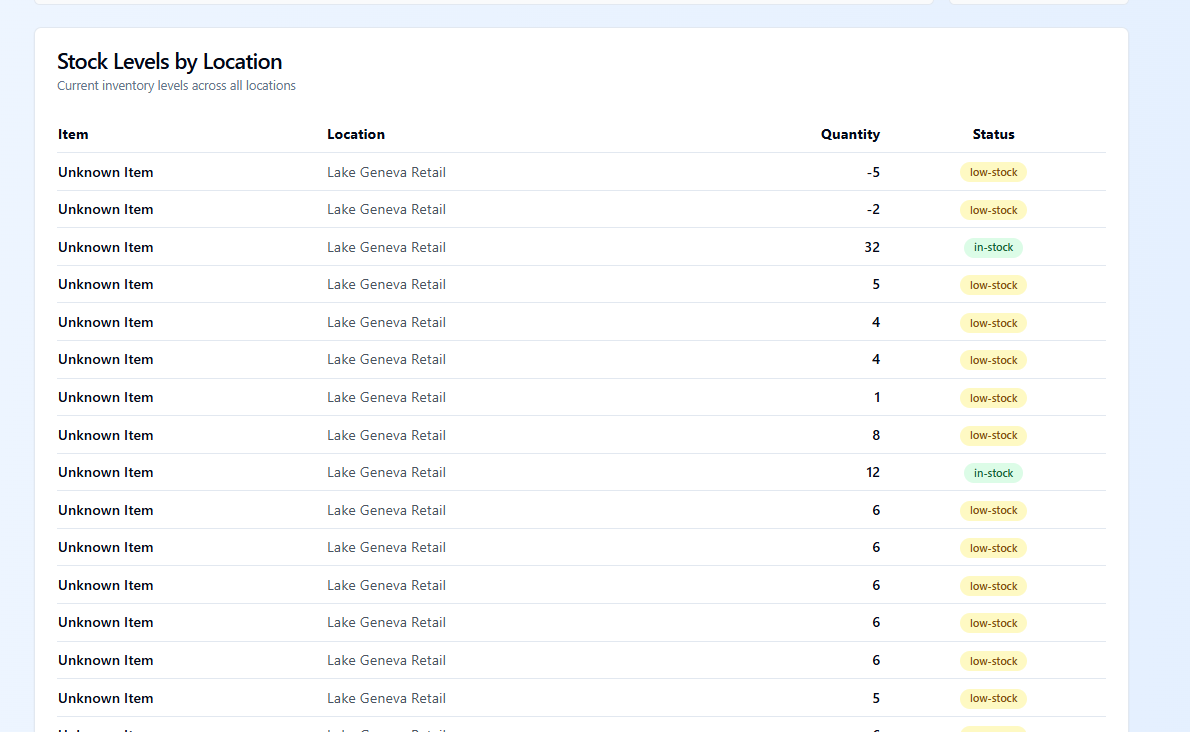 Stock Levels by Location
Current inventory levels across all locations
Item Location Quantity Status
Unknown Item Lake Geneva Retail -5 low-stock
Unknown Item Lake Geneva Retail -2 low-stock
Unknown Item Lake Geneva Retail 32 in-stock
Unknown Item Lake Geneva Retail 5 low-stock
Unknown Item Lake Geneva Retail 4 low-stock
Unknown Item Lake Geneva Retail 4 low-stock
Unknown Item Lake Geneva Retail 1 low-stock
Unknown Item Lake Geneva Retail 8 low-stock
Unknown Item Lake Geneva Retail 12 in-stock
Unknown Item Lake Geneva Retail 6 low-stock
Unknown Item Lake Geneva Retail 6 low-stock
Unknown Item Lake Geneva Retail 6 low-stock
Unknown Item Lake Geneva Retail 6 low-stock
Unknown Item Lake Geneva Retail 6 low-stock
Unknown Item Lake Geneva Retail 5 low-stock